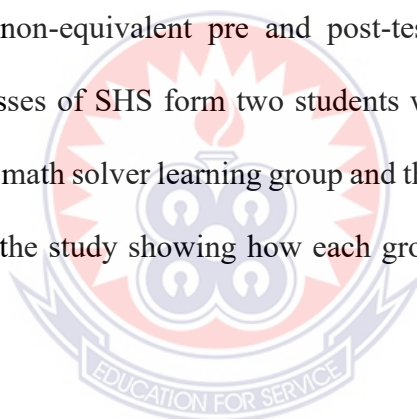 non-equivalent pre and post-tes
sses of SHS form two students v
math solver learning group and th
the study showing how each gro
EDUCATION FOR SERVICE